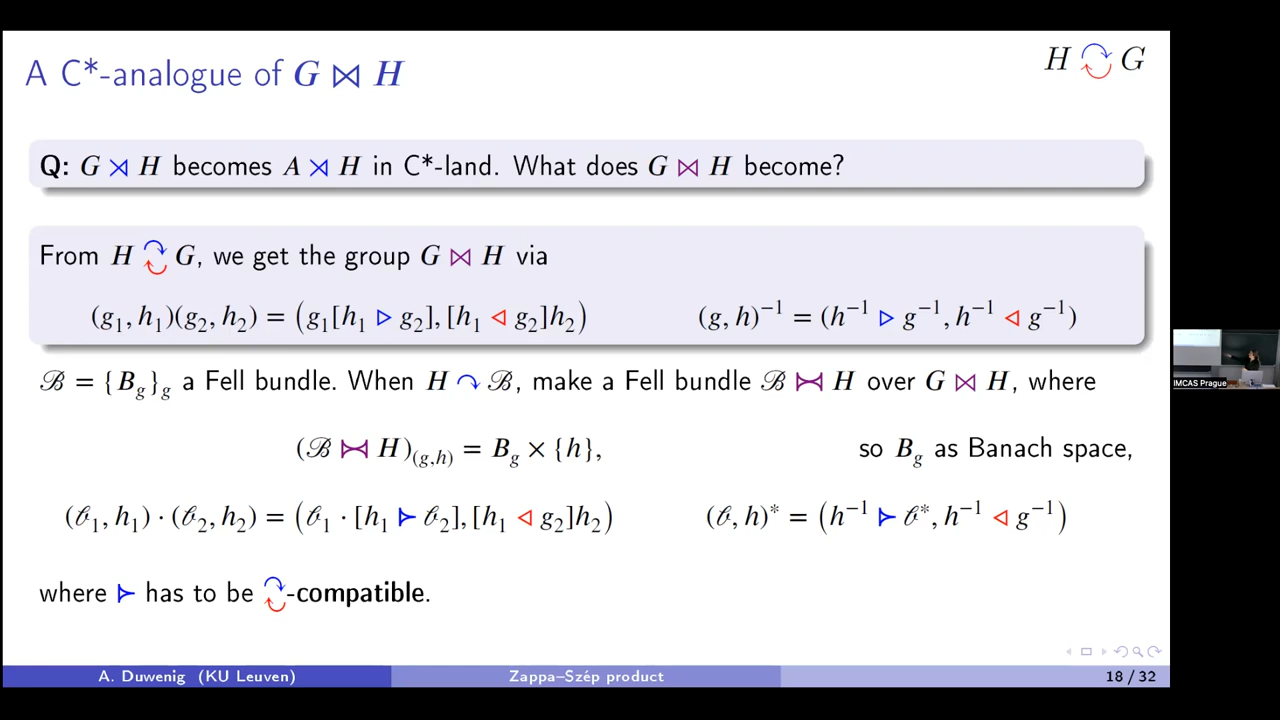 A C*-analogue of G ⋈ H
H ↷ G
Q: G ⋊ H becomes A ⋊ H in C*-land. What does G ⋈ H become?
From H ↷ G, we get the group G ⋈ H via
(g₁, h₁)(g₂, h₂) = (g₁[h₁ ▷ g₂], [h₁ ◁ g₂]h₂) (g, h)⁻¹ = (h⁻¹ ▷ g⁻¹, h⁻¹ ◁ g⁻¹)
ℬ = {B_g}_g a Fell bundle. When H ↷ ℬ, make a Fell bundle ℬ ⋈ H over G ⋈ H, where
(ℬ ⋈ H)_(g,h) = B_g × {h}, so B_g as Banach space,
(𝒷₁, h₁) · (𝒷₂, h₂) = (𝒷₁ · [h₁ ≻ 𝒷₂], [h₁ ◁ g₂]h₂) (𝒷, h)* = (h⁻¹ ≻ 𝒷*, h⁻¹ ◁ g⁻¹)
where ≻ has to be ↷-compatible.
IMCAS Prague
A. Duwenig (KU Leuven) Zappa–Szép product 18 / 32